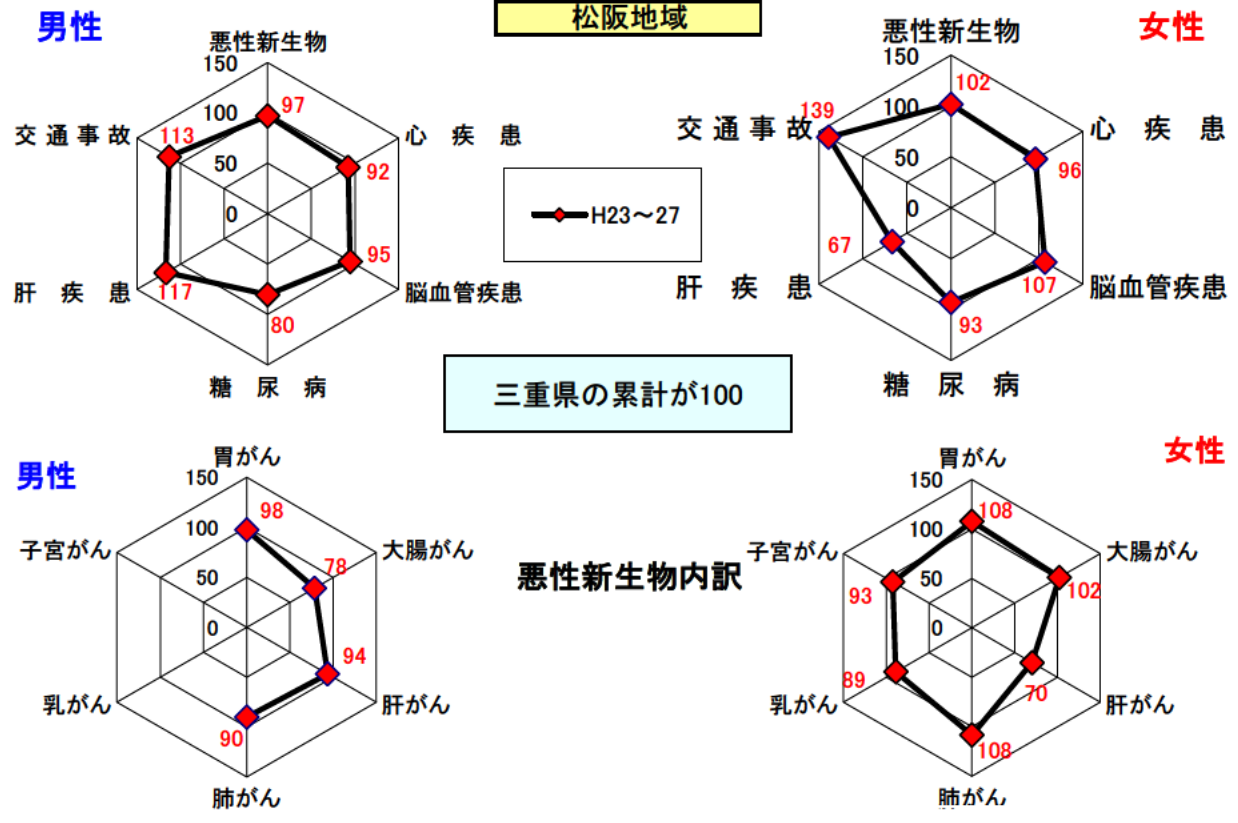 松阪地域
男性
悪性新生物
150
100
50
0
97
心疾患
92
95
脳血管疾患
80
糖尿病
117
肝疾患
113
交通事故
女性
悪性新生物
150
100
50
0
102
心疾患
96
107
脳血管疾患
93
糖尿病
67
肝疾患
139
交通事故
H23～27
三重県の累計が100
男性
胃がん
150
100
50
0
98
大腸がん
78
94
肝がん
90
肺がん
乳がん
子宮がん
悪性新生物内訳
女性
胃がん
150
100
50
0
108
大腸がん
102
70
肝がん
108
肺がん
89
乳がん
93
子宮がん